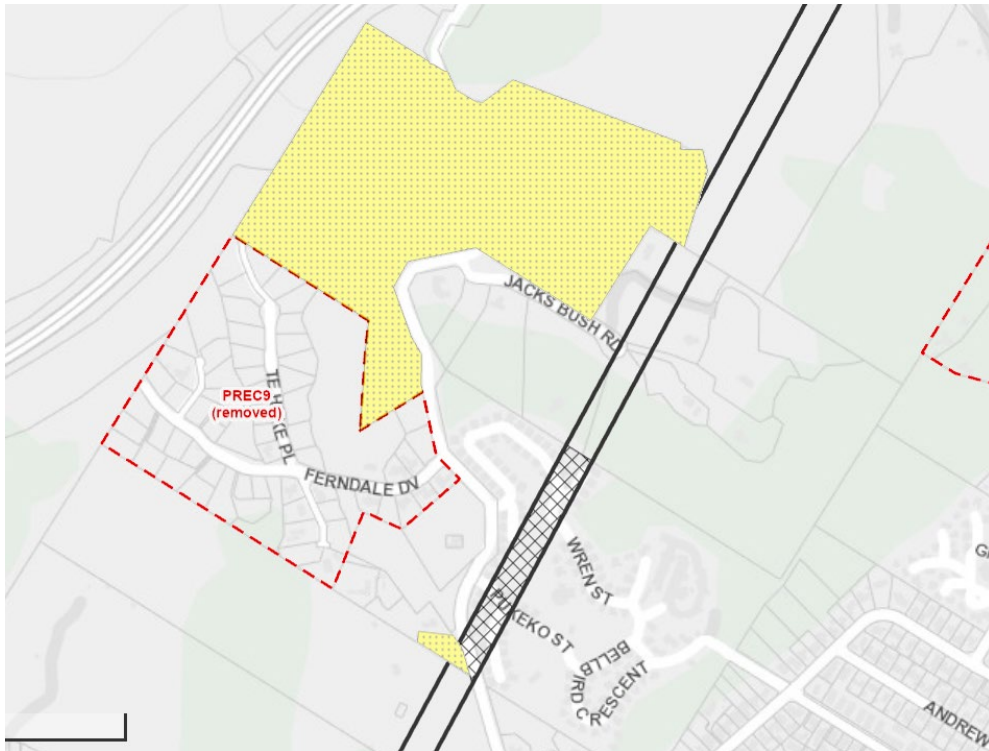 JACKS BUSH RD
PREC9
(removed)
FERNDALE DV
WREN ST
PUKEKO ST
BELLBIRD CRESCENT
ANDREW